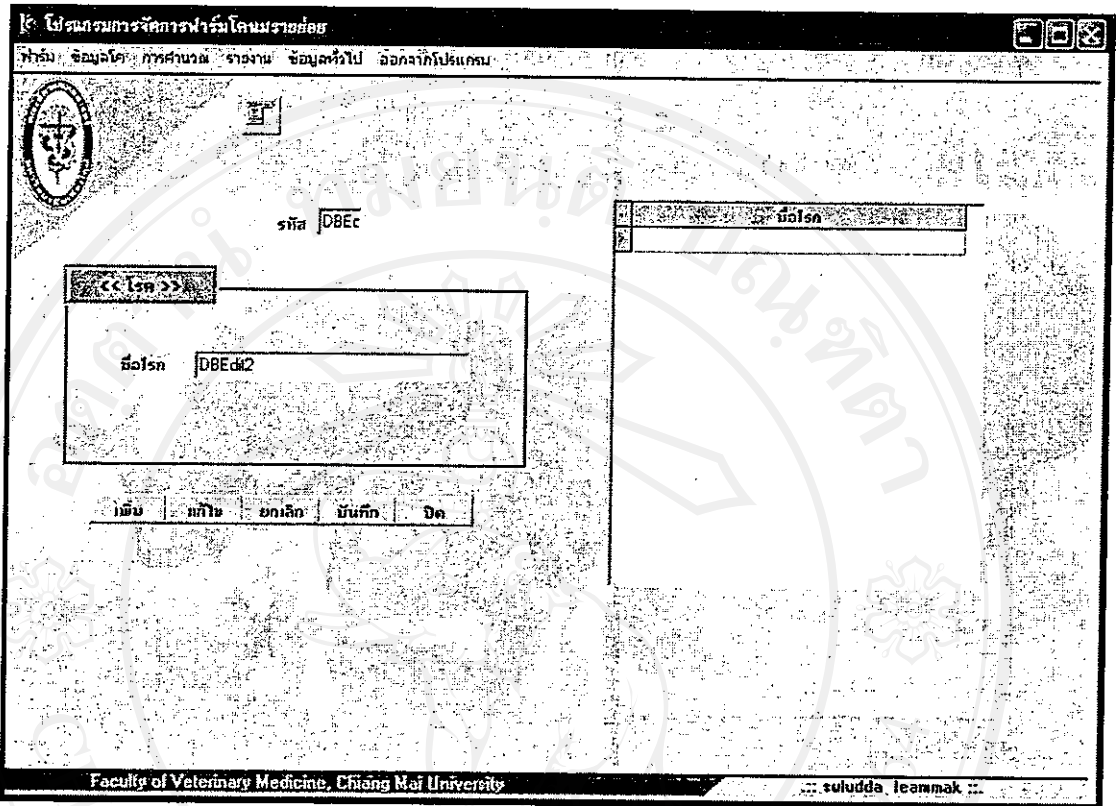 โปรแกรมการจัดการฟาร์มโคนมรายย่อย
ฟาร์ม ข้อมูลโค การคำนวณ รายงาน ข้อมูลทั่วไป ออกจากโปรแกรม
รหัส DBEc
ชื่อโรค
<< โรค >>
ชื่อโรค DBEdit2
เพิ่ม แก้ไข ยกเลิก บันทึก ปิด
Faculty of Veterinary Medicine, Chiang Mai University
::: suludda_leammak :::